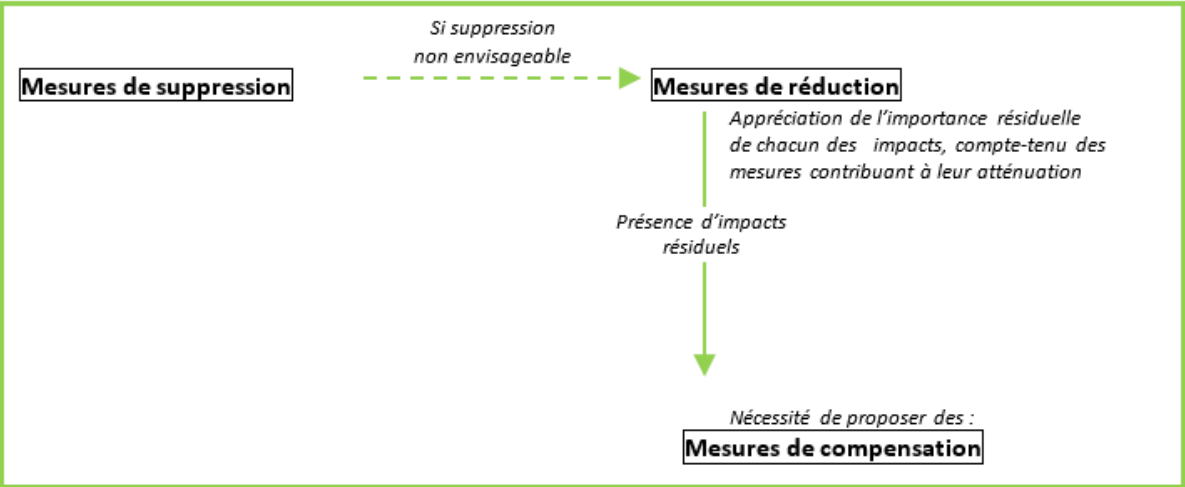 Si suppression
non envisageable
Mesures de suppression
Mesures de réduction
Appréciation de l'importance résiduelle
de chacun des impacts, compte-tenu des
mesures contribuant à leur atténuation
Présence d'impacts
résiduels
Nécessité de proposer des :
Mesures de compensation